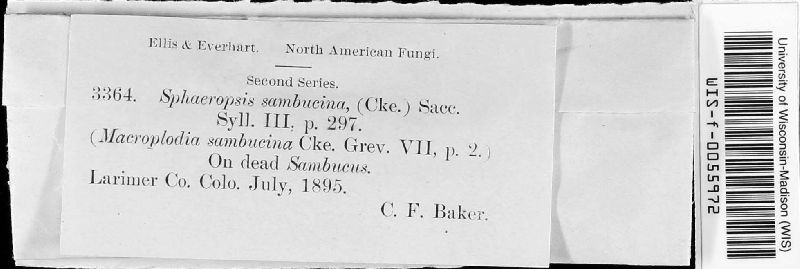 Ellis & Everhart. North American Fungi.
Second Series.
3364. Sphaeropsis sambucina, (Cke.) Sacc.
Syll. III, p. 297.
(Macroplodia sambucina Cke. Grev. VII, p. 2.)
On dead Sambucus.
Larimer Co. Colo. July, 1895.
C. F. Baker.
University of Wisconsin-Madison (WIS)
WIS-f-0055972